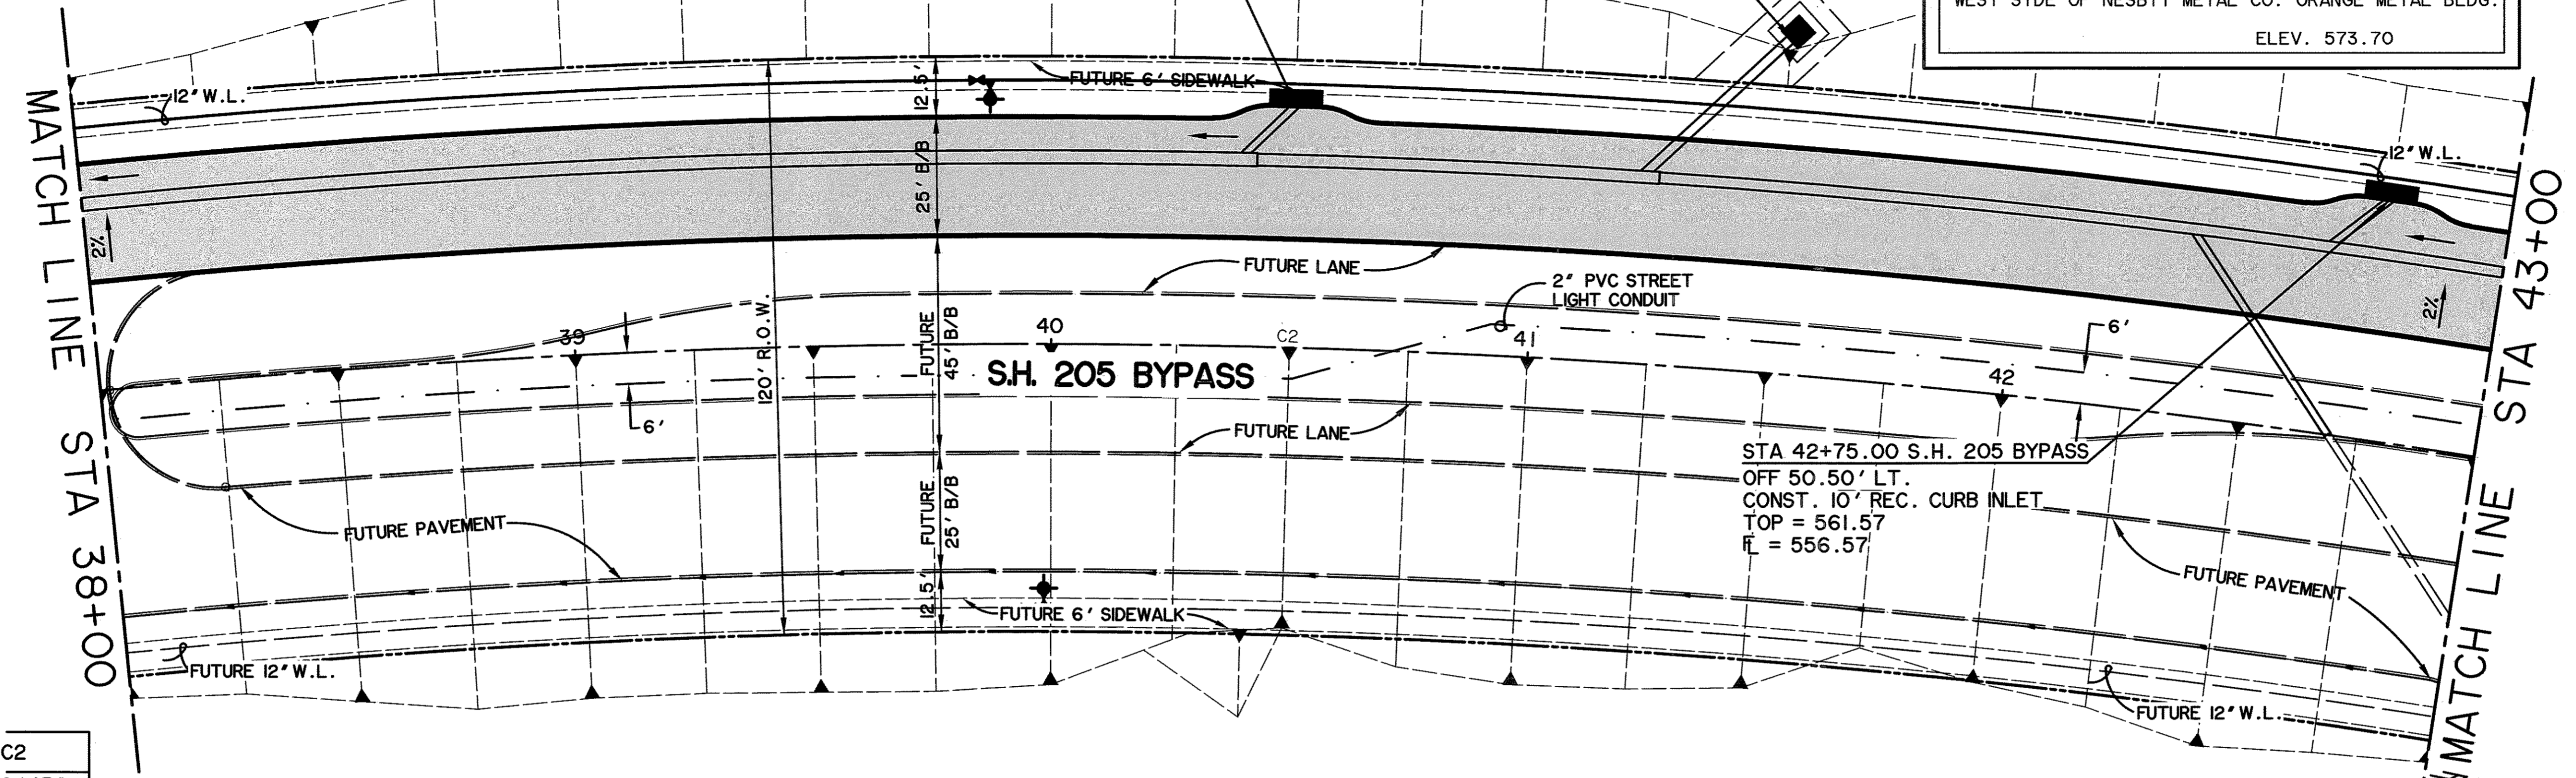 WEST SIDE OF NESBITT METAL CO. ORANGE METAL BLDG.
ELEV. 573.70
12" W.L.
12.5'
FUTURE 6' SIDEWALK
12" W.L.
MATCH LINE STA 38+00
25' B/B
2%
2%
MATCH LINE STA 43+00
FUTURE LANE
2" PVC STREET
LIGHT CONDUIT
120' R.O.W.
FUTURE
45' B/B
39
40
C2
41
42
6'
6'
S.H. 205 BYPASS
FUTURE LANE
STA 42+75.00 S.H. 205 BYPASS
OFF 50.50' LT.
CONST. 10' REC. CURB INLET
TOP = 561.57
FL = 556.57
FUTURE
25' B/B
FUTURE PAVEMENT
FUTURE PAVEMENT
12.5'
FUTURE 6' SIDEWALK
FUTURE 12" W.L.
FUTURE 12" W.L.
C2